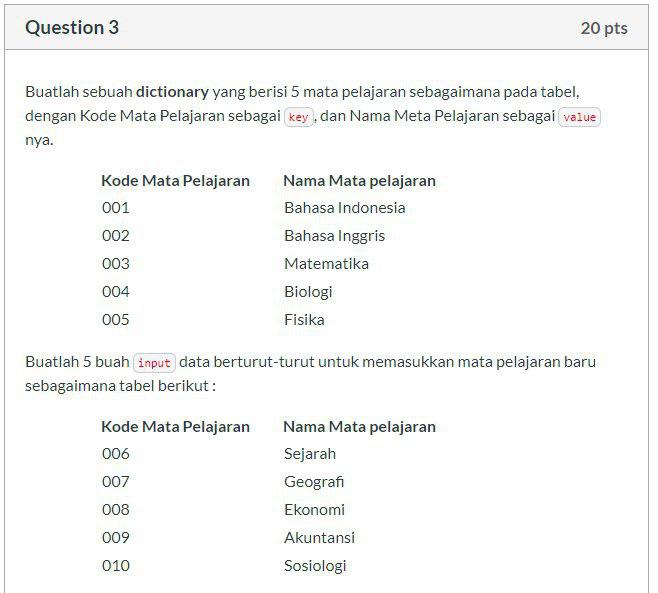 Question 3 20 pts
Buatlah sebuah dictionary yang berisi 5 mata pelajaran sebagaimana pada tabel,
dengan Kode Mata Pelajaran sebagai key, dan Nama Meta Pelajaran sebagai value
nya.
Kode Mata Pelajaran Nama Mata pelajaran
001 Bahasa Indonesia
002 Bahasa Inggris
003 Matematika
004 Biologi
005 Fisika
Buatlah 5 buah input data berturut-turut untuk memasukkan mata pelajaran baru
sebagaimana tabel berikut :
Kode Mata Pelajaran Nama Mata pelajaran
006 Sejarah
007 Geografi
008 Ekonomi
009 Akuntansi
010 Sosiologi